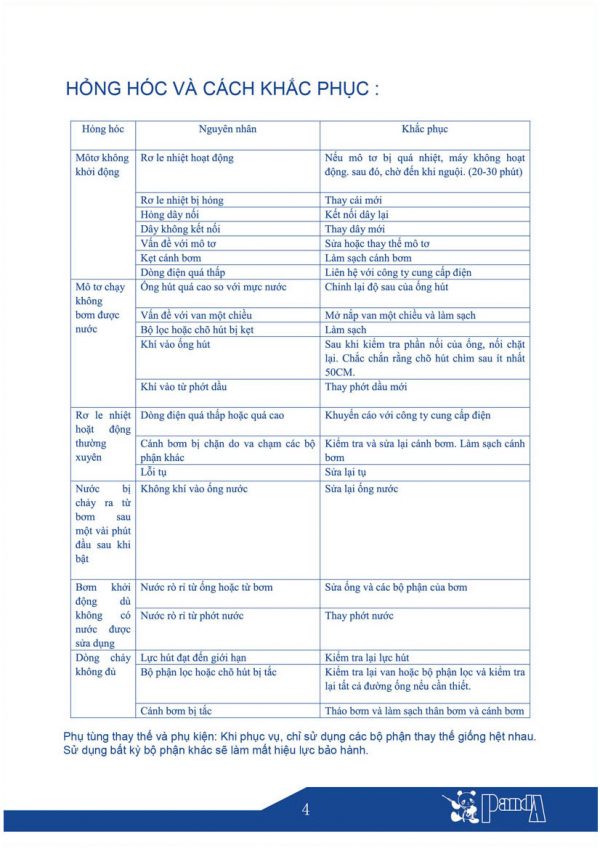 HỎNG HÓC VÀ CÁCH KHẮC PHỤC :
Hỏng hóc Nguyên nhân Khắc phục
Môtơ không khởi động Rơ le nhiệt hoạt động Nếu mô tơ bị quá nhiệt, máy không hoạt
động. sau đó, chờ đến khi nguội. (20-30 phút)
Rơ le nhiệt bị hỏng Thay cái mới
Hỏng dây nối Kết nối dây lại
Dây không kết nối Thay dây mới
Vấn đề với mô tơ Sửa hoặc thay thế mô tơ
Kẹt cánh bơm Làm sạch cánh bơm
Dòng điện quá thấp Liên hệ với công ty cung cấp điện
Mô tơ chạy không bơm được nước Ống hút quá cao so với mực nước Chỉnh lại độ sau của ống hút
Vấn đề với van một chiều Mở nắp van một chiều và làm sạch
Bộ lọc hoặc chõ hút bị kẹt Làm sạch
Khí vào ống hút Sau khi kiểm tra phần nối của ống, nối chặt
lại. Chắc chắn rằng chõ hút chìm sau ít nhất
50CM.
Khí vào từ phớt dầu Thay phớt dầu mới
Rơ le nhiệt hoặt động thường xuyên Dòng điện quá thấp hoặc quá cao Khuyến cáo với công ty cung cấp điện
Cánh bơm bị chặn do va chạm các bộ phận khác Kiểm tra và sửa lại cánh bơm. Làm sạch cánh
bơm
Lỗi tụ Sửa lại tụ
Nước bị chảy ra từ bơm sau một vài phút đầu sau khi bật Không khí vào ống nước Sửa lại ống nước
Bơm khởi động dù không có nước được sửa dụng Nước rò rỉ từ ống hoặc từ bơm Sửa ống và các bộ phận của bơm
Nước rò rỉ từ phớt nước Thay phớt nước
Dòng chảy không đủ Lực hút đạt đến giới hạn Kiểm tra lại lực hút
Bộ phận lọc hoặc chõ hút bị tắc Kiểm tra lại van hoặc bộ phận lọc và kiểm tra
lại tất cả đường ống nếu cần thiết.
Cánh bơm bị tắc Tháo bơm và làm sạch thân bơm và cánh bơm
Phụ tùng thay thế và phụ kiện: Khi phục vụ, chỉ sử dụng các bộ phận thay thế giống hệt nhau.
Sử dụng bất kỳ bộ phận khác sẽ làm mất hiệu lực bảo hành.
4
PandA